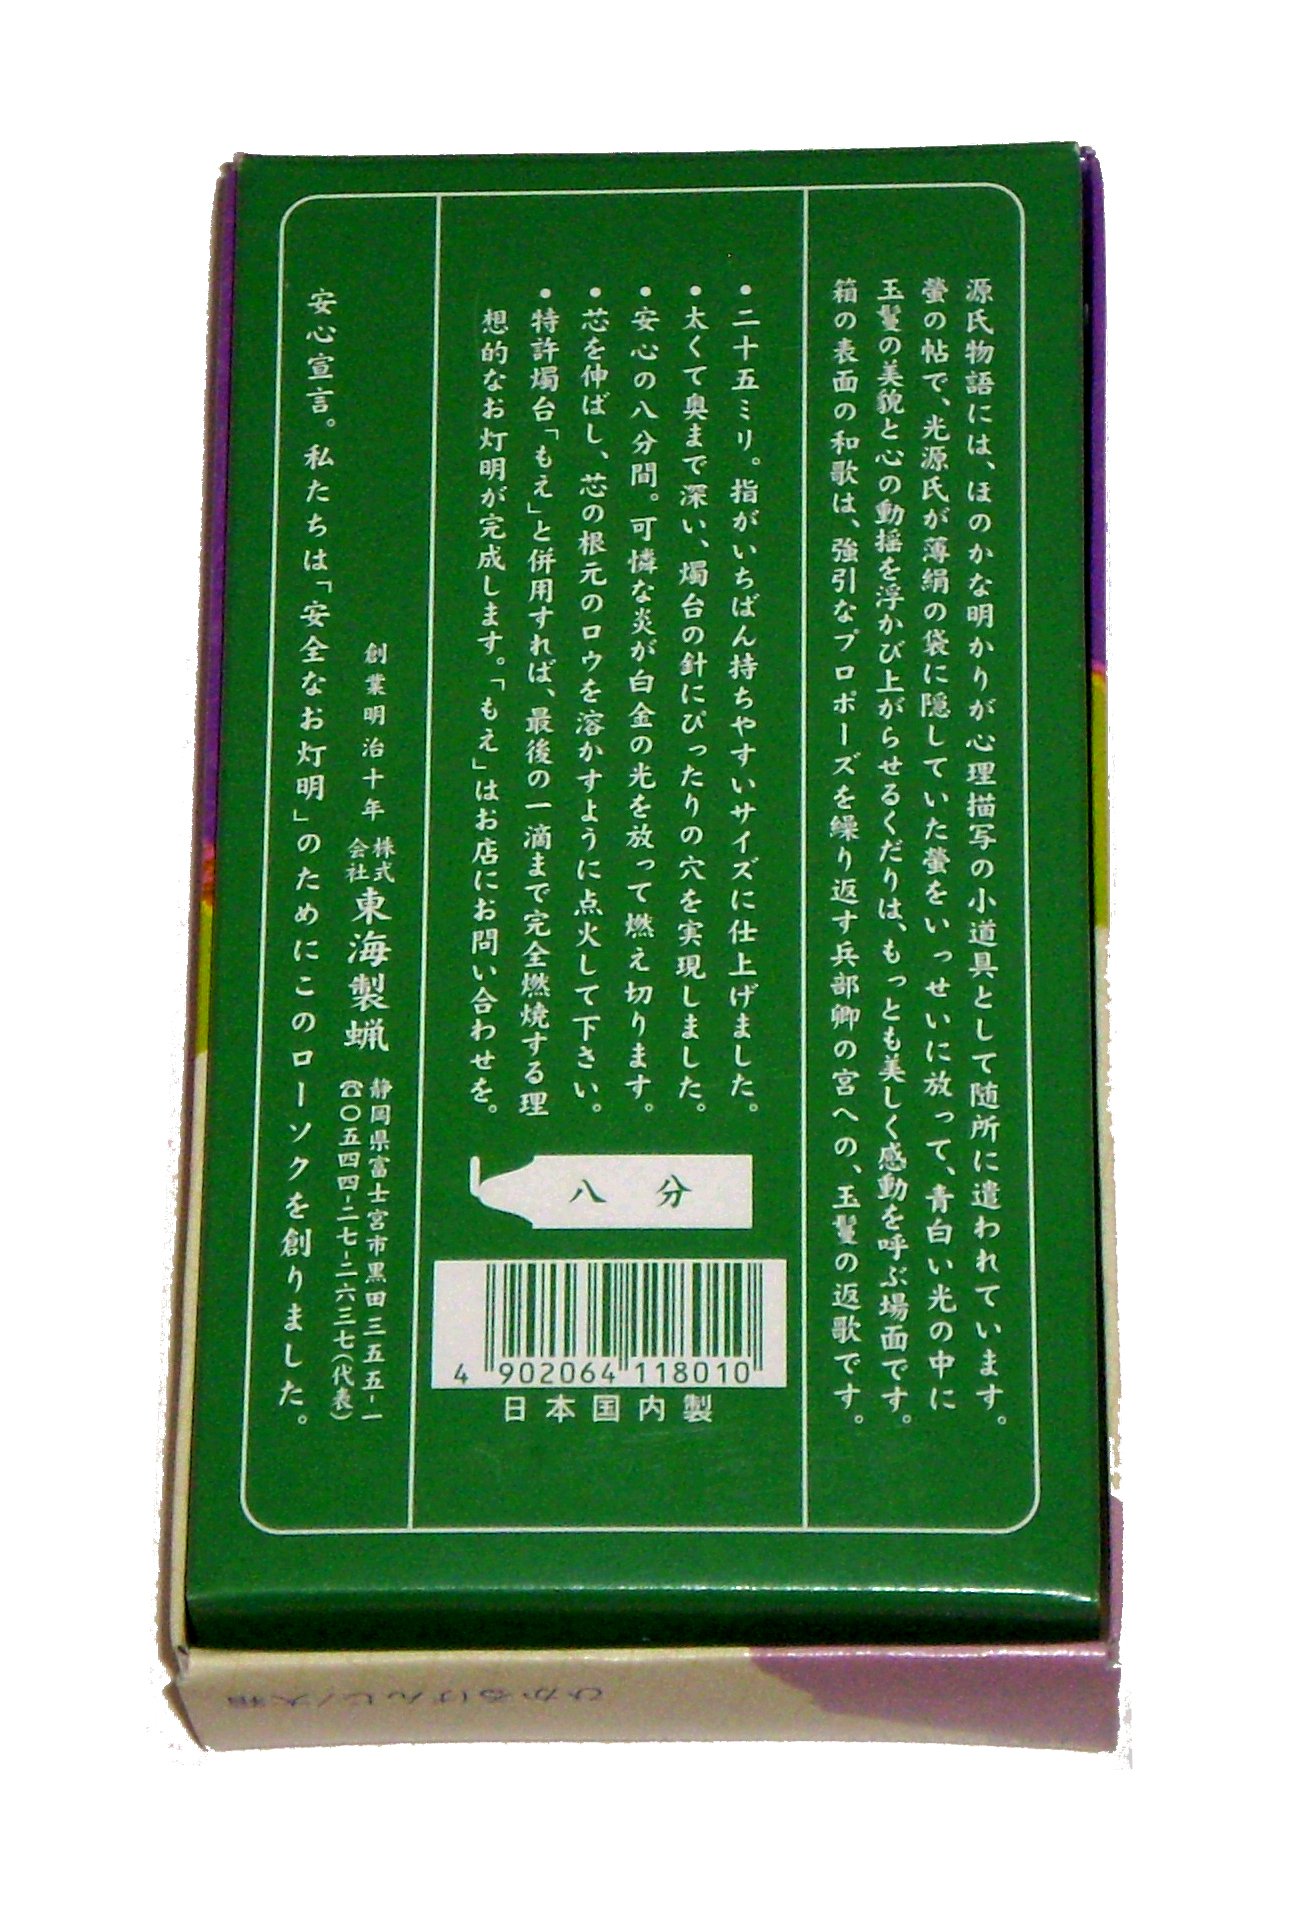 源氏物語には、ほのかな明かりが心理描写の小道具として随所に遣われています。
螢の帖で、光源氏が薄絹の袋に隠していた螢をいっせいに放って、青白い光の中に
玉鬘の美貌と心の動揺を浮かび上がらせるくだりは、もっとも美しく感動を呼ぶ場面です。
箱の表面の和歌は、強引なプロポーズを繰り返す兵部卿の宮への、玉鬘の返歌です。
・二十五ミリ。指がいちばん持ちやすいサイズに仕上げました。
・太くて奥まで深い、燭台の針にぴったりの穴を実現しました。
・安心の八分間。可憐な炎が白金の光を放って燃え切ります。
・芯を伸ばし、芯の根元のロウを溶かすように点火して下さい。
・特許燭台「もえ」と併用すれば、最後の一滴まで完全燃焼する理
想的なお灯明が完成します。「もえ」はお店にお問い合わせを。
八分
4 902064 118010
日本国内製
創業明治十年 株式会社 東海製蝋 静岡県富士宮市黒田三五五-一
☎〇五四四-二七-二六三七(代表)
安心宣言。私たちは「安全なお灯明」のためにこのローソクを創りました。
ひかるげんじ/大箱